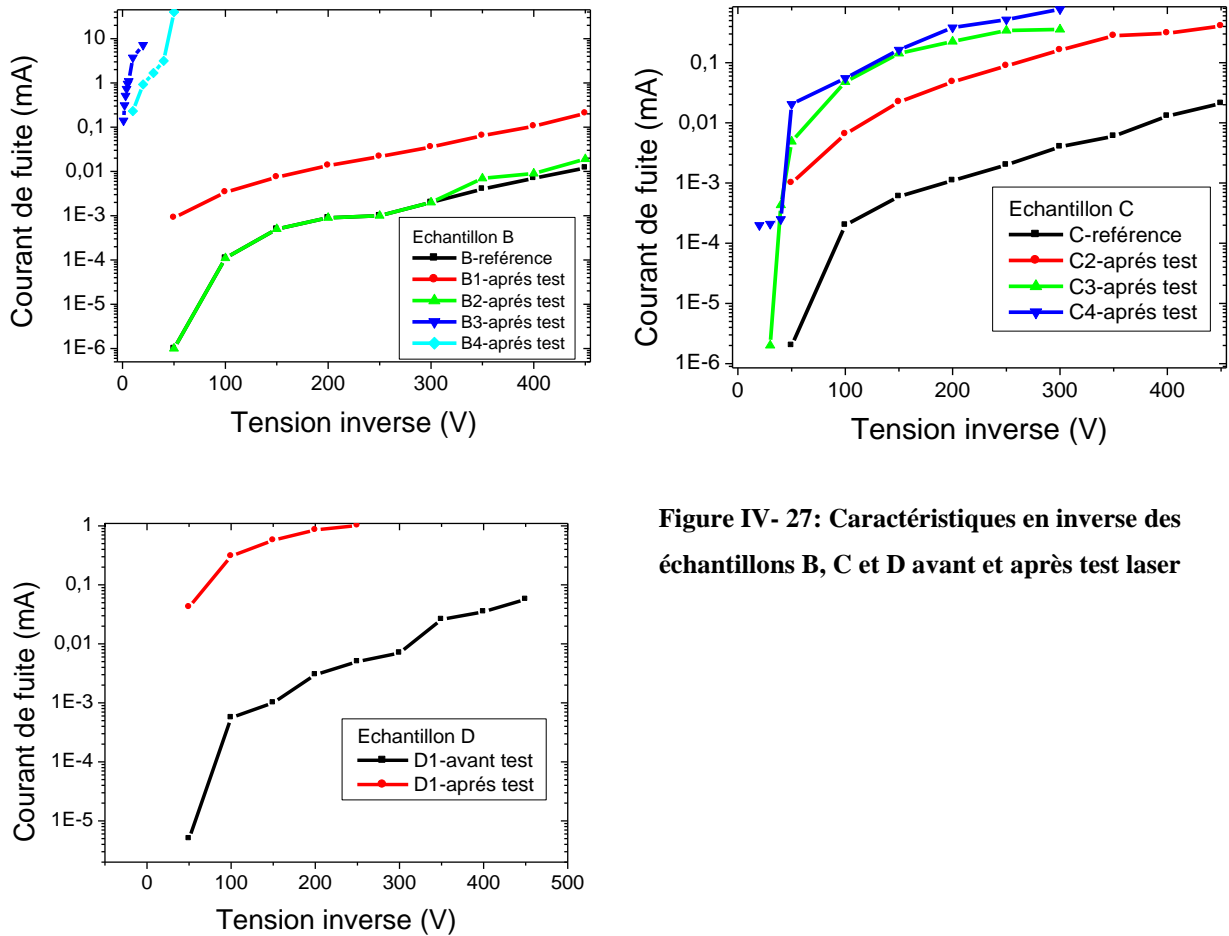 Courant de fuite (mA)
10
1
0,1
0,01
1E-3
1E-4
1E-5
1E-6
0 100 200 300 400
Tension inverse (V)
Echantillon B
B-reférence
B1-aprés test
B2-aprés test
B3-aprés test
B4-aprés test
Courant de fuite (mA)
0,1
0,01
1E-3
1E-4
1E-5
1E-6
0 100 200 300 400
Tension inverse (V)
Echantillon C
C-reférence
C2-aprés test
C3-aprés test
C4-aprés test
Courant de fuite (mA)
1
0,1
0,01
1E-3
1E-4
1E-5
0 100 200 300 400 500
Tension inverse (V)
Echantillon D
D1-avant test
D1-aprés test
Figure IV- 27: Caractéristiques en inverse des
échantillons B, C et D avant et après test laser